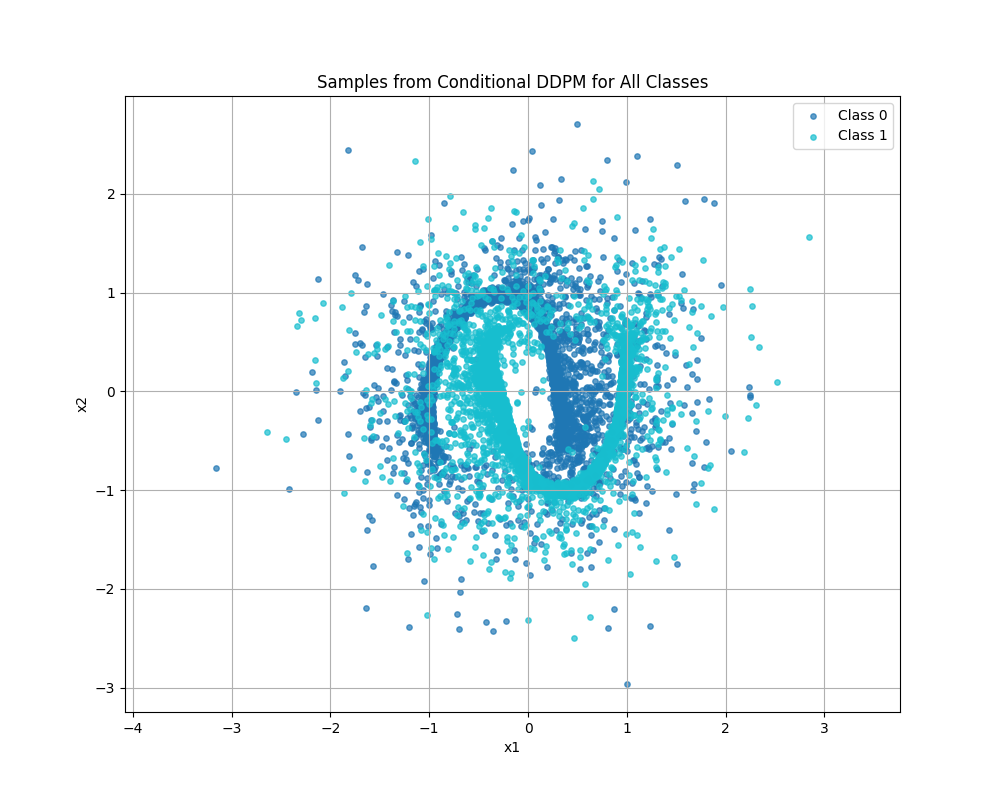 Samples from Conditional DDPM for All Classes
Class 0
Class 1
2
1
0
−1
−2
−3
x2
−4 −3 −2 −1 0 1 2 3
x1